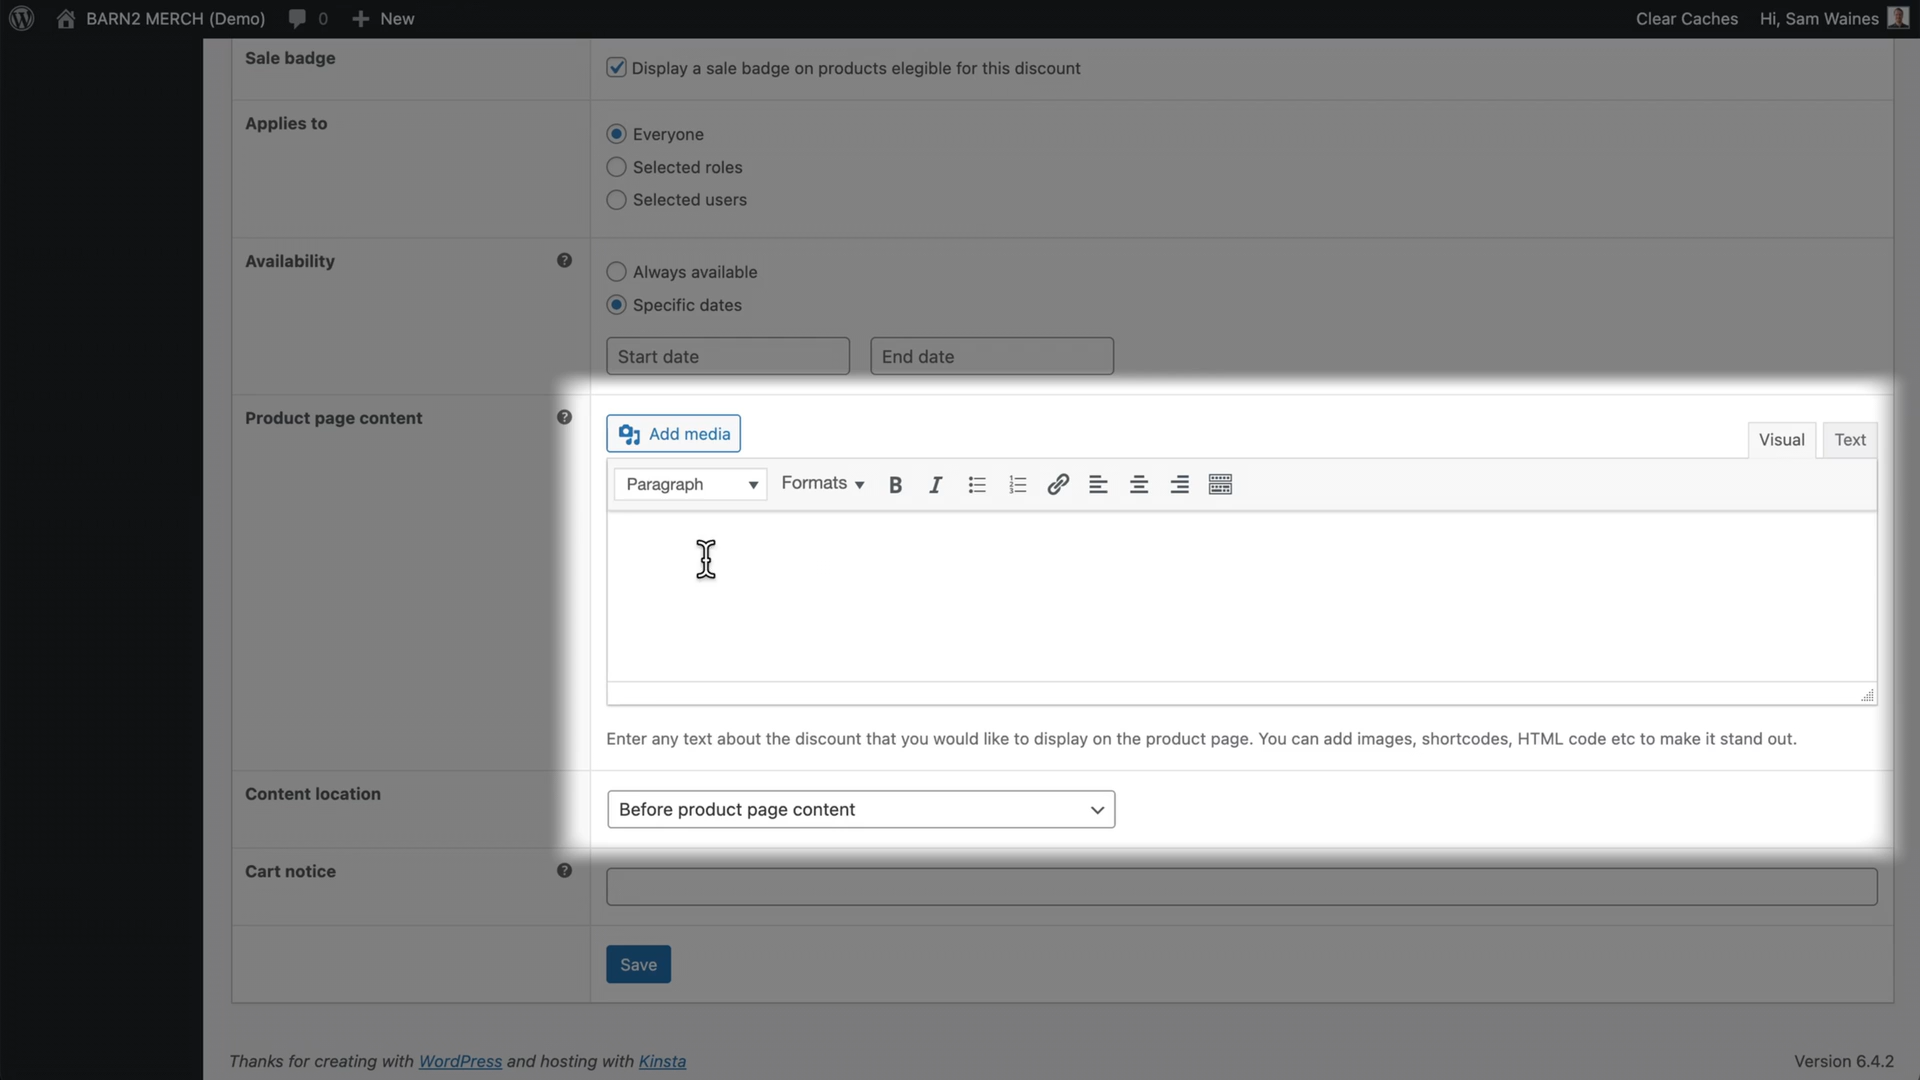 BARN2 MERCH (Demo) 0 New Clear Caches Hi, Sam Waines
Sale badge
Display a sale badge on products elegible for this discount
Applies to
Everyone
Selected roles
Selected users
Availability
Always available
Specific dates
Start date End date
Product page content
Add media
Visual Text
Paragraph Formats B I
Enter any text about the discount that you would like to display on the product page. You can add images, shortcodes, HTML code etc to make it stand out.
Content location
Before product page content
Cart notice
Save
Thanks for creating with WordPress and hosting with Kinsta Version 6.4.2